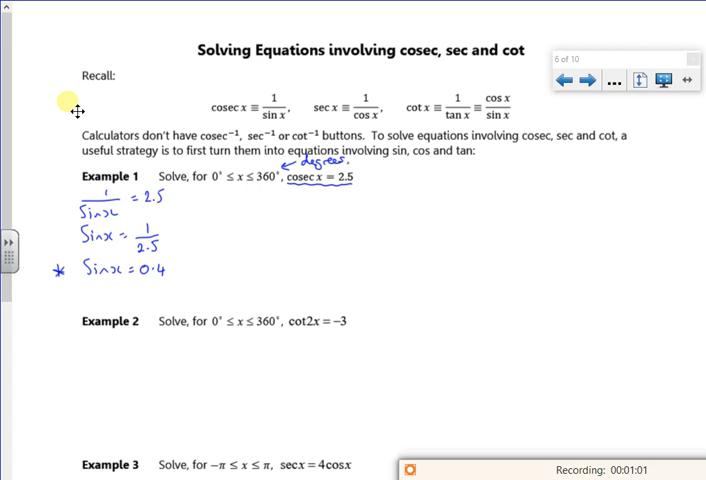 Solving Equations involving cosec, sec and cot
6 of 10
Recall:
cosec x ≡ 1/sin x, sec x ≡ 1/cos x, cot x ≡ 1/tan x ≡ cos x/sin x
Calculators don't have cosec⁻¹, sec⁻¹ or cot⁻¹ buttons. To solve equations involving cosec, sec and cot, a
useful strategy is to first turn them into equations involving sin, cos and tan:
← degrees.
Example 1 Solve, for 0° ≤ x ≤ 360°, cosec x = 2.5
1/Sinx = 2.5
Sinx = 1/2.5
* Sinx = 0.4
Example 2 Solve, for 0° ≤ x ≤ 360°, cot2x = −3
Example 3 Solve, for −π ≤ x ≤ π, secx = 4cosx
Recording: 00:01:01